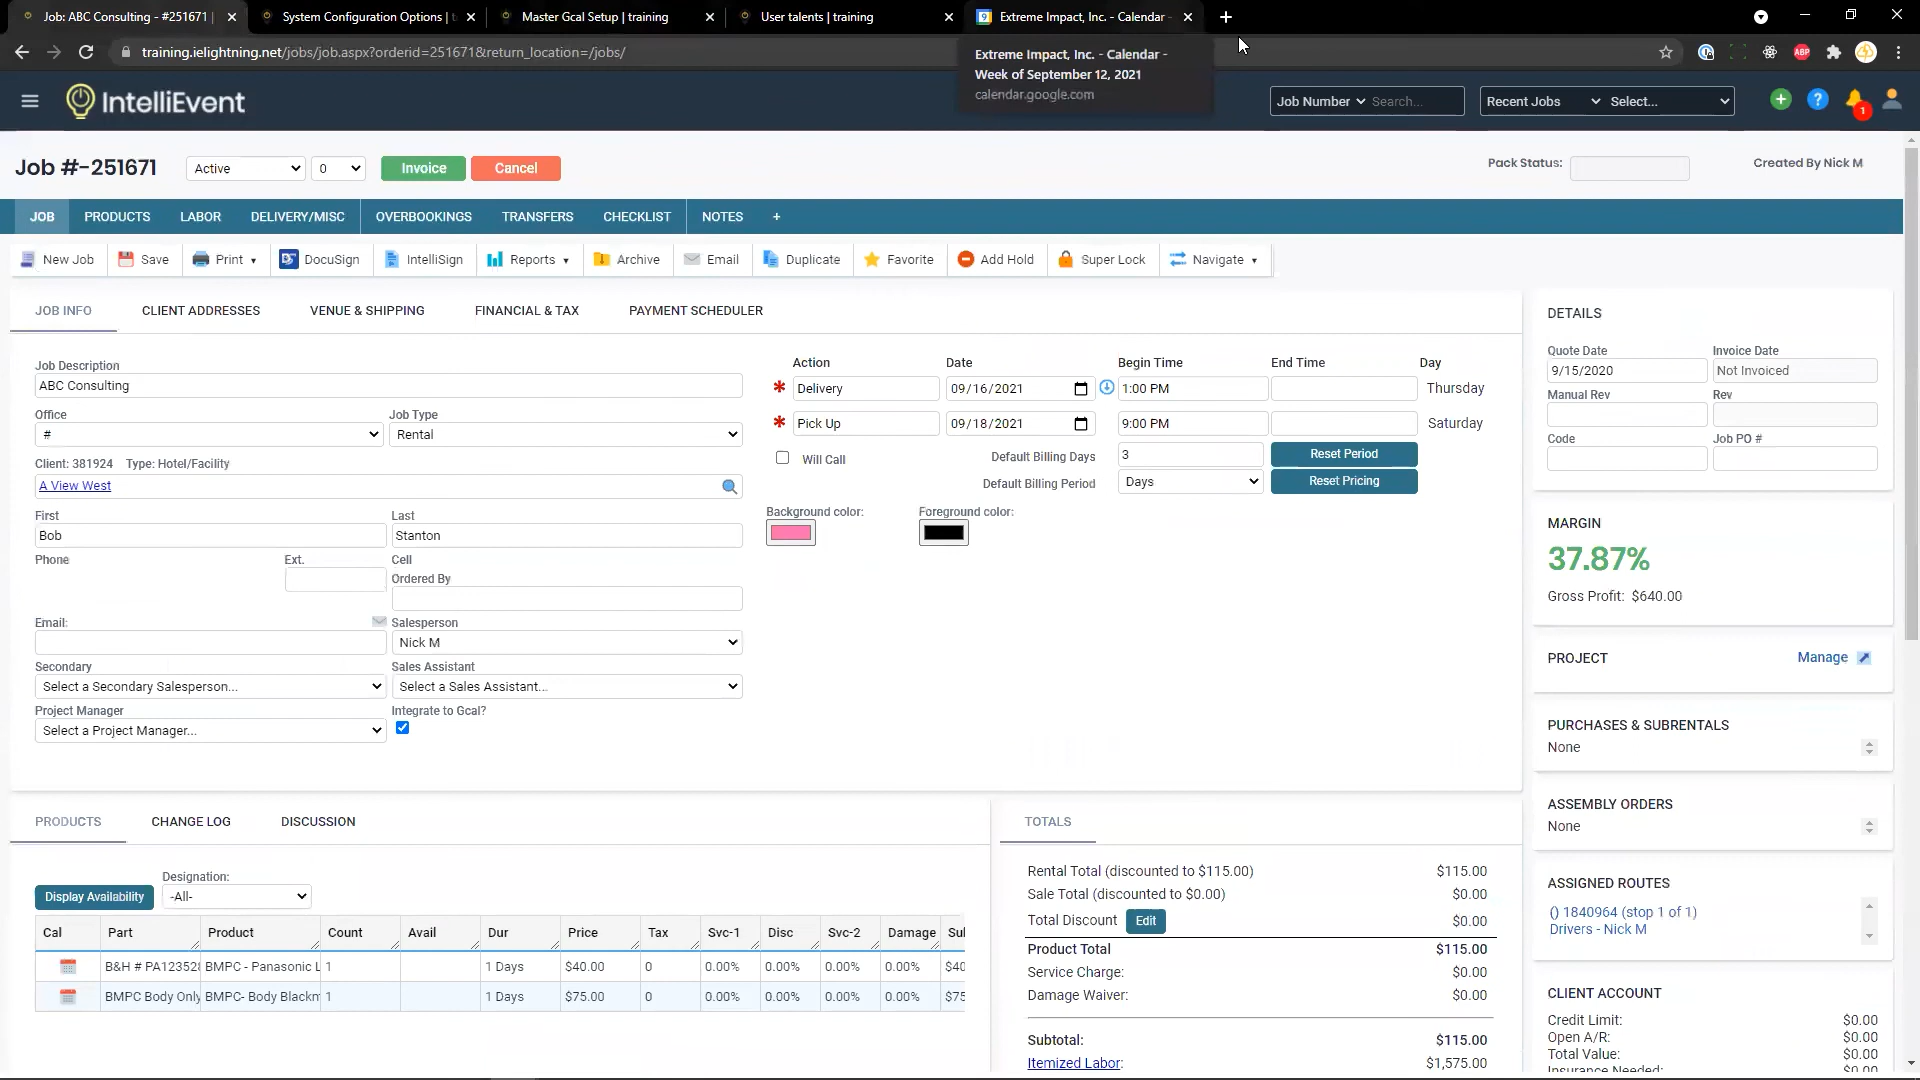 Job: ABC Consulting - #251671 |
System Configuration Options | t
Master Gcal Setup | training
User talents | training
Extreme Impact, Inc. - Calendar -
training.ielightning.net/jobs/job.aspx?orderid=251671&return_location=/jobs/
ABP
Extreme Impact, Inc. - Calendar -
Week of September 12, 2021
calendar.google.com
IntelliEvent
Job Number
Search...
Recent Jobs
Select...
1
Job #-251671
Active
0
Invoice
Cancel
Pack Status:
Created By Nick M
JOB
PRODUCTS
LABOR
DELIVERY/MISC
OVERBOOKINGS
TRANSFERS
CHECKLIST
NOTES
+
New Job
Save
Print
DocuSign
IntelliSign
Reports
Archive
Email
Duplicate
Favorite
Add Hold
Super Lock
Navigate
JOB INFO
CLIENT ADDRESSES
VENUE & SHIPPING
FINANCIAL & TAX
PAYMENT SCHEDULER
Job Description
ABC Consulting
Office
Job Type
#
Rental
Client: 381924 Type: Hotel/Facility
A View West
First
Last
Bob
Stanton
Phone
Ext.
Cell
Ordered By
Email:
Salesperson
Nick M
Secondary
Sales Assistant
Select a Secondary Salesperson...
Select a Sales Assistant...
Project Manager
Integrate to Gcal?
Select a Project Manager...
Action
Date
Begin Time
End Time
Day
* Delivery
09/16/2021
1:00 PM
Thursday
* Pick Up
09/18/2021
9:00 PM
Saturday
Will Call
Default Billing Days
3
Reset Period
Default Billing Period
Days
Reset Pricing
Background color:
Foreground color:
DETAILS
Quote Date
Invoice Date
9/15/2020
Not Invoiced
Manual Rev
Rev
Code
Job PO #
MARGIN
37.87%
Gross Profit: $640.00
PROJECT
Manage
PURCHASES & SUBRENTALS
None
ASSEMBLY ORDERS
None
ASSIGNED ROUTES
() 1840964 (stop 1 of 1)
Drivers - Nick M
CLIENT ACCOUNT
Credit Limit: $0.00
Open A/R: $0.00
Total Value: $0.00
Insurance Needed: $0.00
PRODUCTS
CHANGE LOG
DISCUSSION
Designation:
Display Availability
-All-
Cal Part Product Count Avail Dur Price Tax Svc-1 Disc Svc-2 Damage Sul
B&H # PA12352 BMPC - Panasonic L 1 1 Days $40.00 0 0.00% 0.00% 0.00% 0.00% $40
BMPC Body Only BMPC- Body Blackm 1 1 Days $75.00 0 0.00% 0.00% 0.00% 0.00% $75
TOTALS
Rental Total (discounted to $115.00) $115.00
Sale Total (discounted to $0.00) $0.00
Total Discount Edit $0.00
Product Total $115.00
Service Charge: $0.00
Damage Waiver: $0.00
Subtotal: $115.00
Itemized Labor: $1,575.00